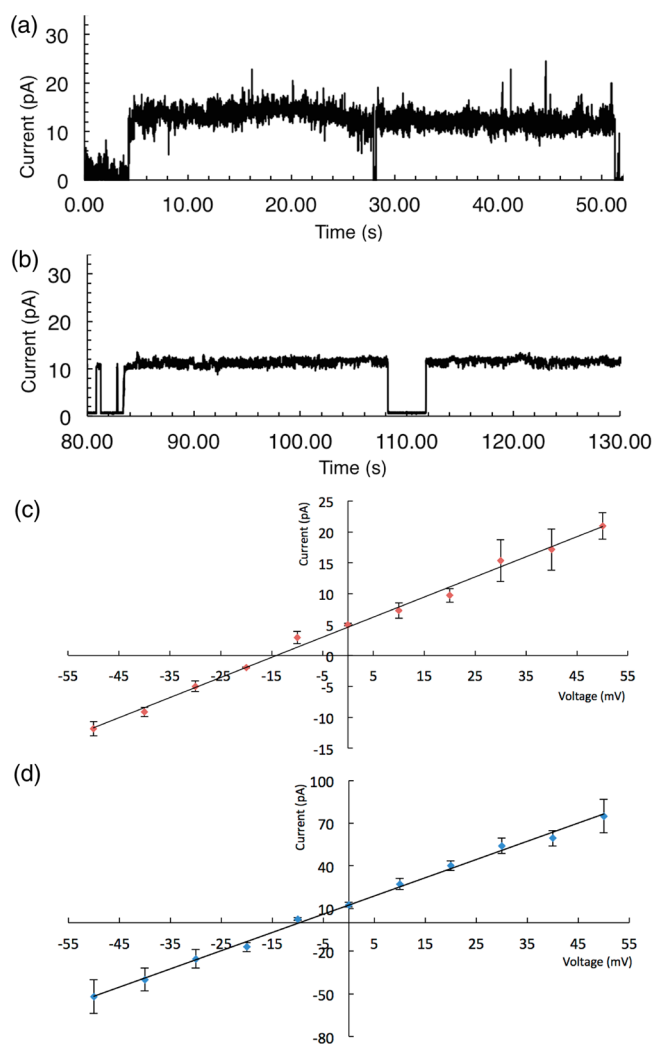 (a)
Current (pA)
30
20
10
0
0.00 10.00 20.00 30.00 40.00 50.00
Time (s)
(b)
Current (pA)
30
20
10
0
80.00 90.00 100.00 110.00 120.00 130.00
Time (s)
(c)
Current (pA)
25
20
15
10
5
0
-5
-10
-15
-55 -45 -35 -25 -15 -5 5 15 25 35 45 55
Voltage (mV)
(d)
Current (pA)
100
70
40
10
-20
-50
-80
-55 -45 -35 -25 -15 -5 5 15 25 35 45 55
Voltage (mV)